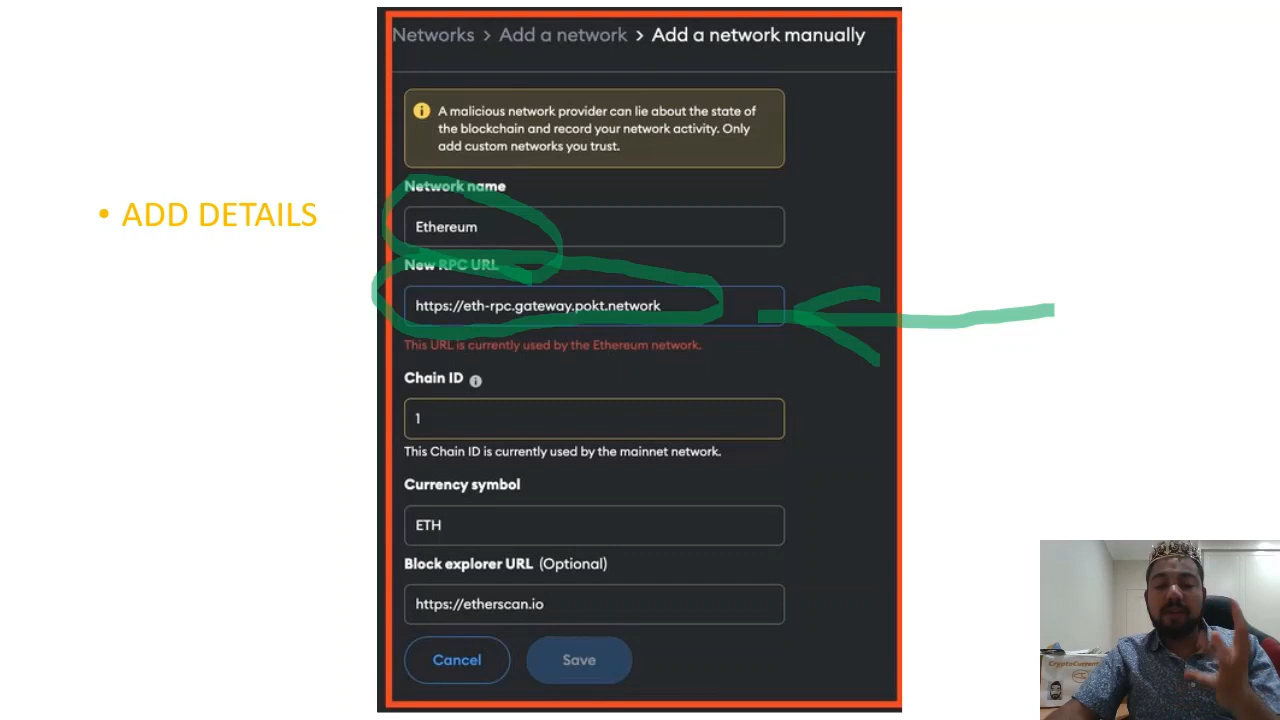 Networks > Add a network > Add a network manually
A malicious network provider can lie about the state of
the blockchain and record your network activity. Only
add custom networks you trust.
Network name
• ADD DETAILS
Ethereum
New RPC URL
https://eth-rpc.gateway.pokt.network
This URL is currently used by the Ethereum network.
Chain ID
1
This Chain ID is currently used by the mainnet network.
Currency symbol
ETH
Block explorer URL (Optional)
https://etherscan.io
Cancel
Save